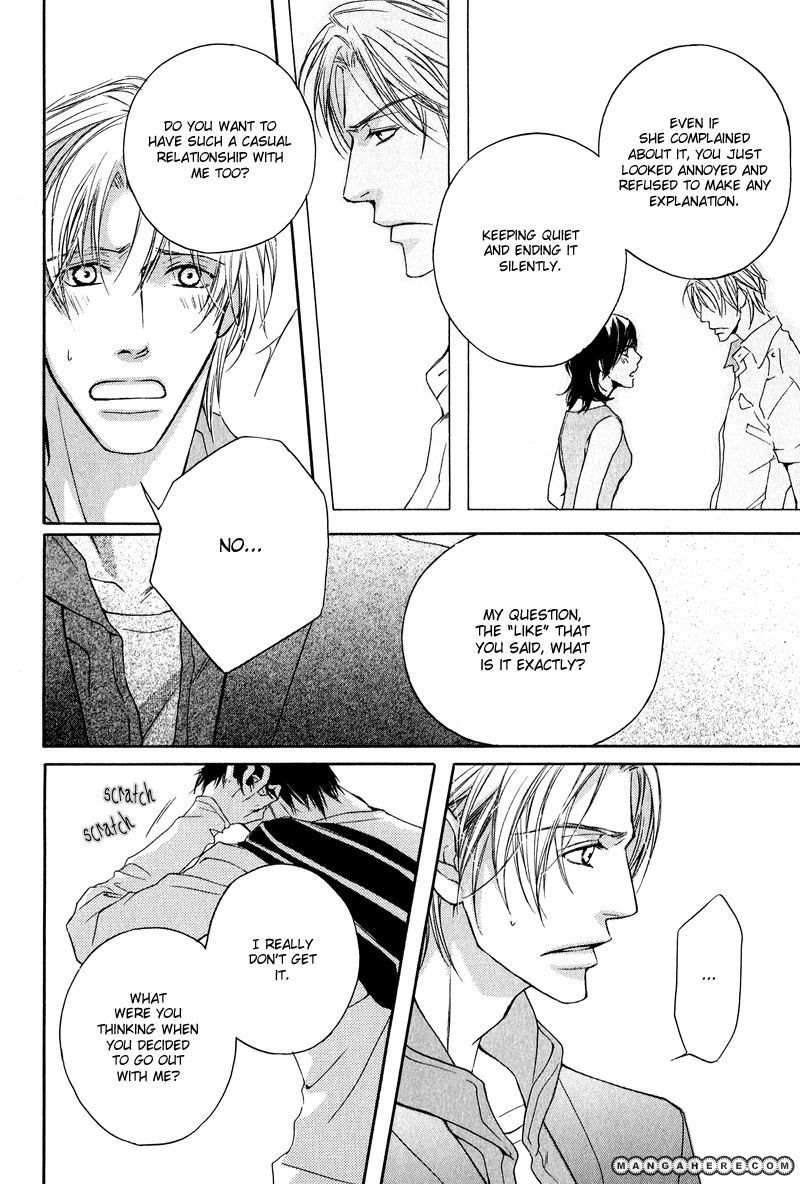 EVEN IF
SHE COMPLAINED
ABOUT IT, YOU JUST
LOOKED ANNOYED AND
REFUSED TO MAKE ANY
EXPLANATION.
KEEPING QUIET
AND ENDING IT
SILENTLY.
DO YOU WANT TO
HAVE SUCH A CASUAL
RELATIONSHIP WITH
ME TOO?
NO...
MY QUESTION,
THE "LIKE" THAT
YOU SAID, WHAT
IS IT EXACTLY?
...
scratch
scratch
I REALLY
DON'T GET
IT.
WHAT
WERE YOU
THINKING WHEN
YOU DECIDED
TO GO OUT
WITH ME?
MANGAHERE.COM